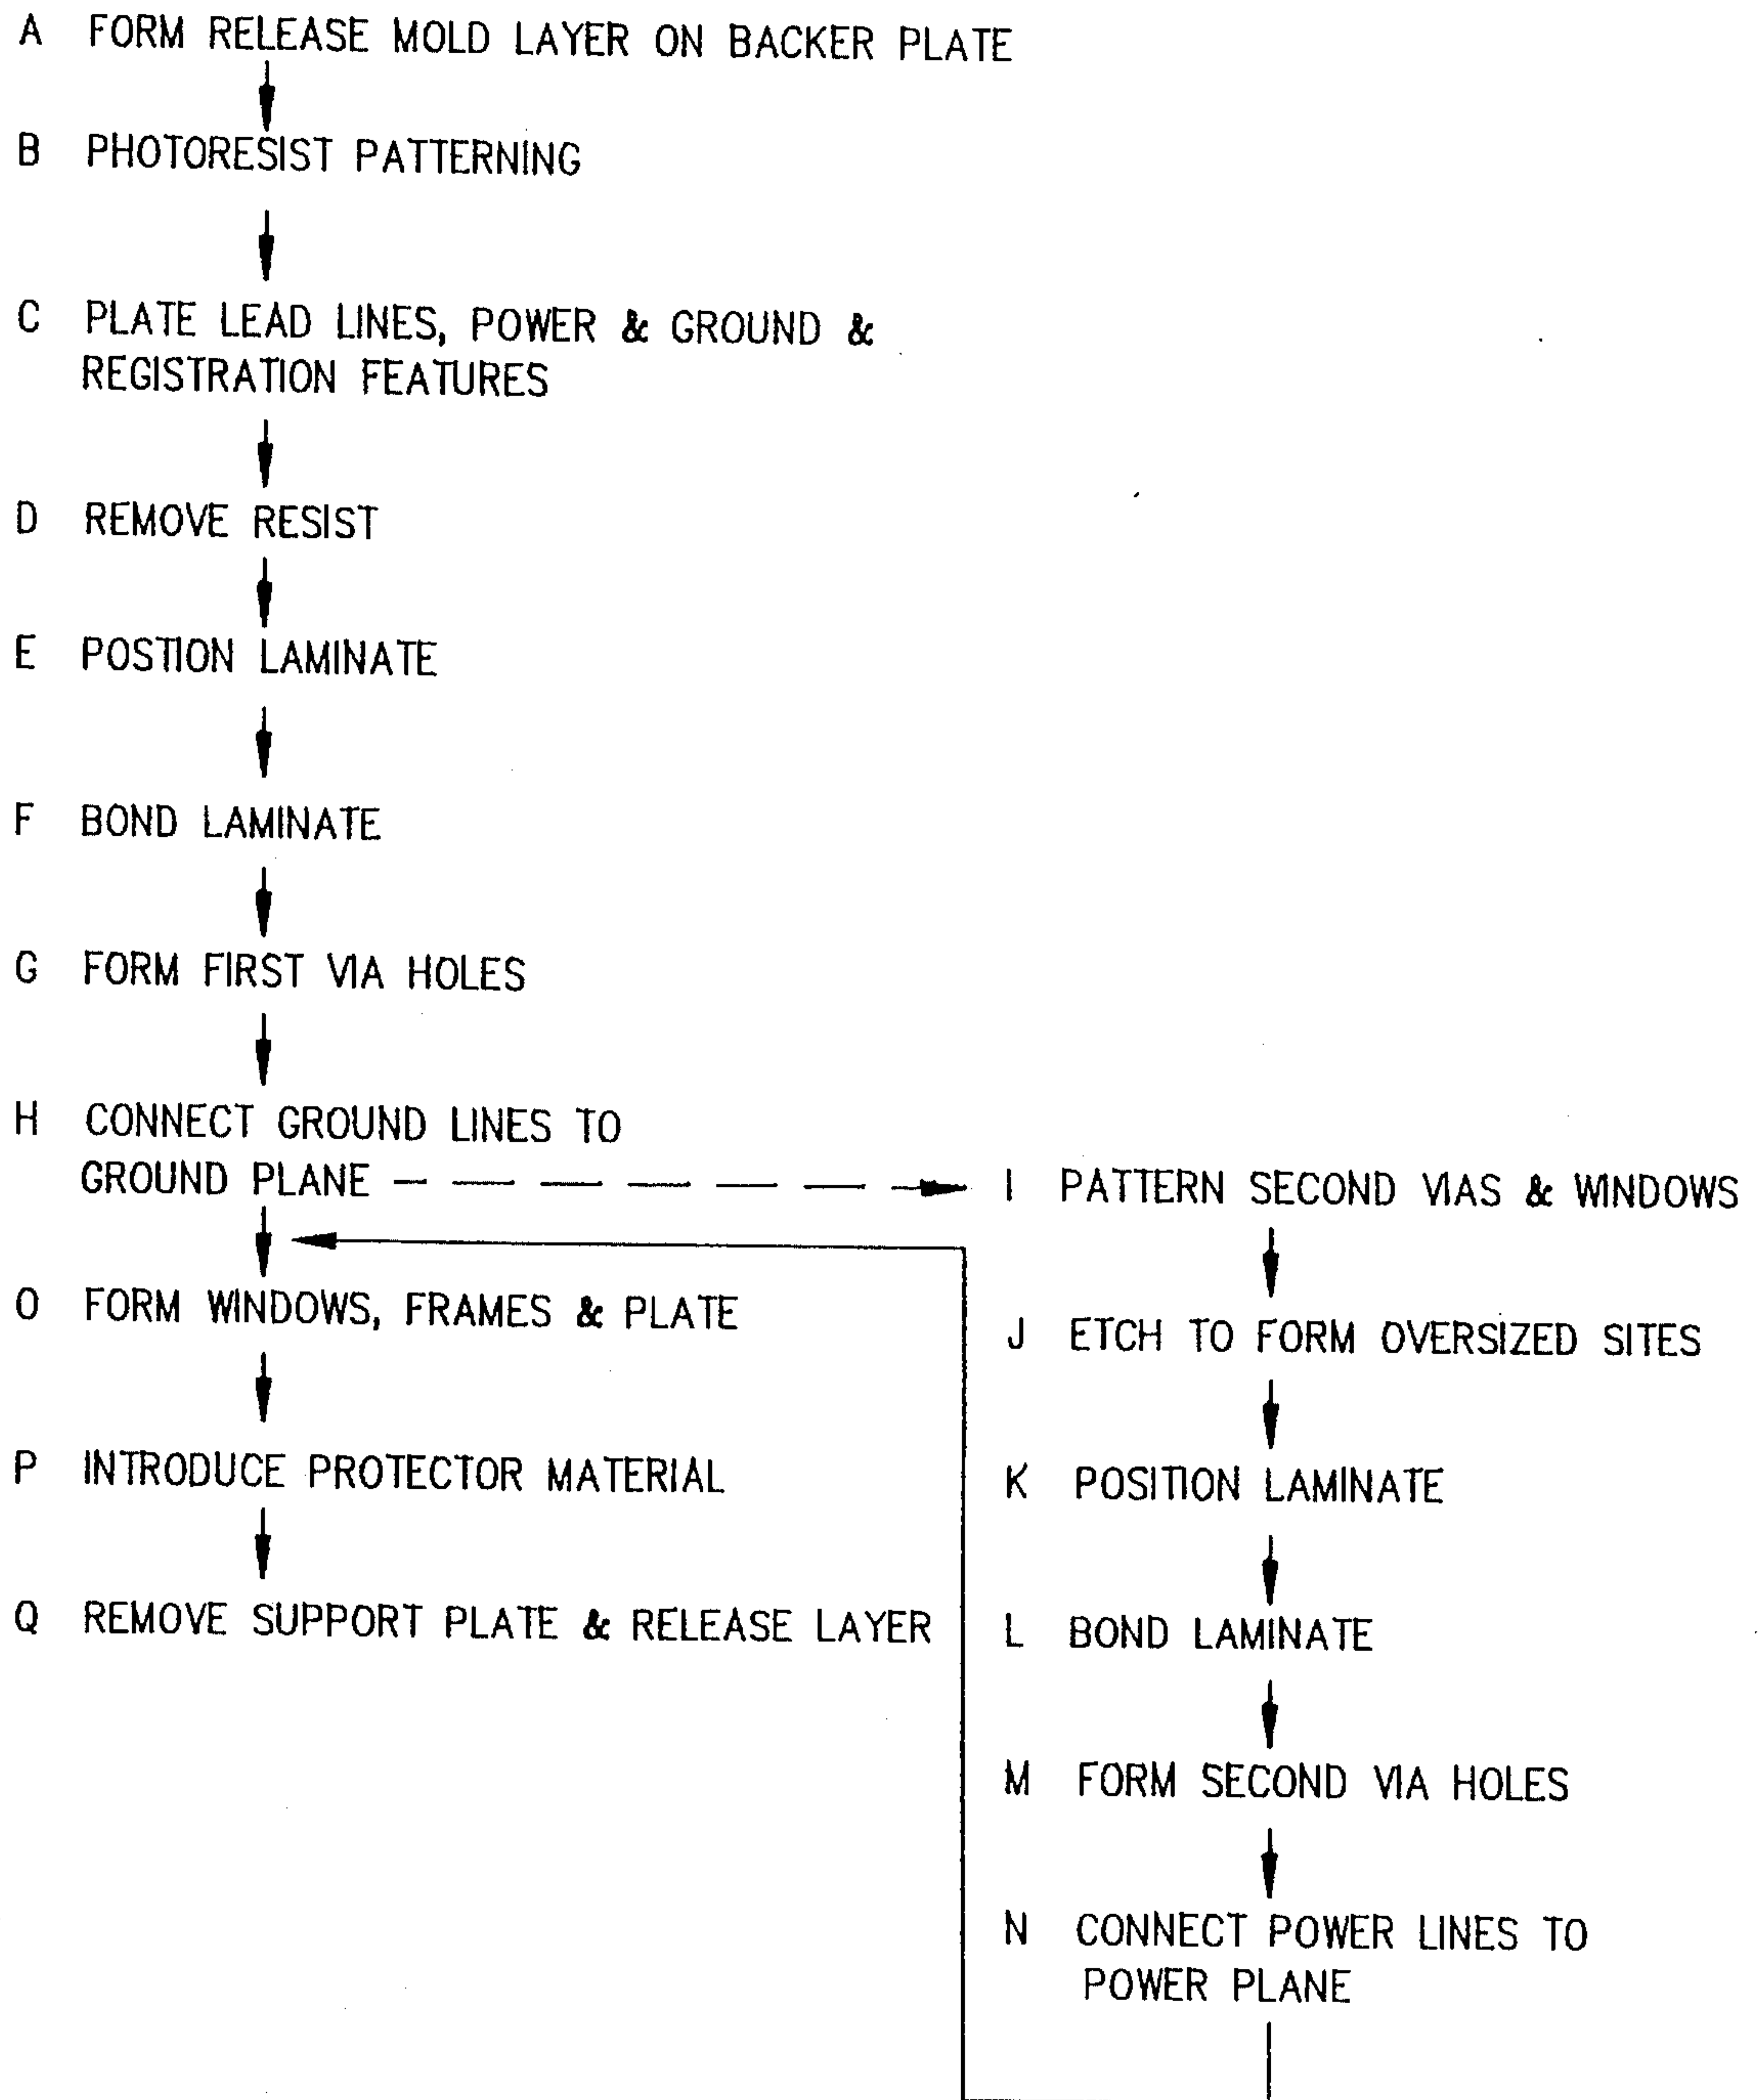 A FORM RELEASE MOLD LAYER ON BACKER PLATE
B PHOTORESIST PATTERNING
C PLATE LEAD LINES, POWER & GROUND &
REGISTRATION FEATURES
D REMOVE RESIST
E POSTION LAMINATE
F BOND LAMINATE
G FORM FIRST VIA HOLES
H CONNECT GROUND LINES TO
GROUND PLANE
O FORM WINDOWS, FRAMES & PLATE
P INTRODUCE PROTECTOR MATERIAL
Q REMOVE SUPPORT PLATE & RELEASE LAYER
I PATTERN SECOND VIAS & WINDOWS
J ETCH TO FORM OVERSIZED SITES
K POSITION LAMINATE
L BOND LAMINATE
M FORM SECOND VIA HOLES
N CONNECT POWER LINES TO
POWER PLANE